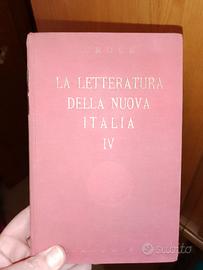 CROCE
LA LETTERATURA
DELLA NUOVA
ITALIA
IV
subito